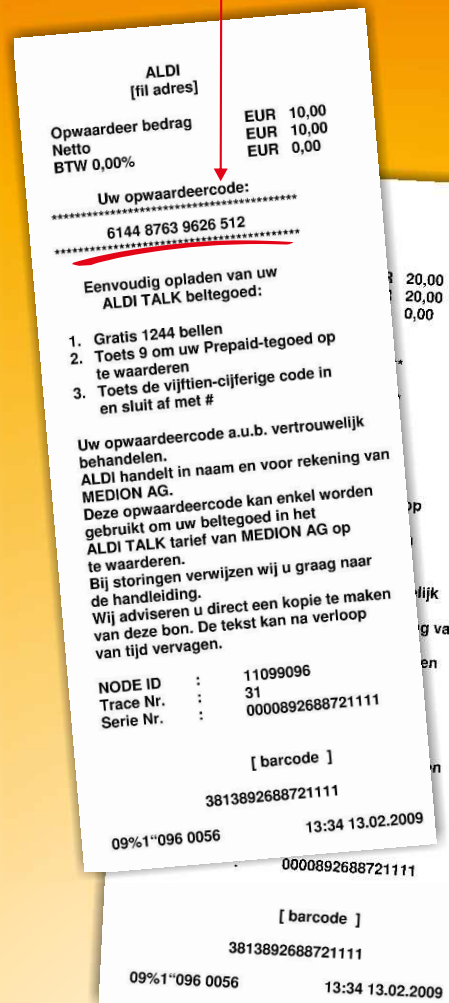 ALDI
[fil adres]
Opwaardeer bedrag EUR 10,00
Netto EUR 10,00
BTW 0,00% EUR 0,00
Uw opwaardeercode:
******************************************
6144 8763 9626 512
******************************************
Eenvoudig opladen van uw
ALDI TALK beltegoed:
1. Gratis 1244 bellen
2. Toets 9 om uw Prepaid-tegoed op
te waarderen
3. Toets de vijftien-cijferige code in
en sluit af met #
Uw opwaardeercode a.u.b. vertrouwelijk
behandelen.
ALDI handelt in naam en voor rekening van
MEDION AG.
Deze opwaardeercode kan enkel worden
gebruikt om uw beltegoed in het
ALDI TALK tarief van MEDION AG op
te waarderen.
Bij storingen verwijzen wij u graag naar
de handleiding.
Wij adviseren u direct een kopie te maken
van deze bon. De tekst kan na verloop
van tijd vervagen.
NODE ID : 11099096
Trace Nr. : 31
Serie Nr. : 0000892688721111
[ barcode ]
3813892688721111
09%1“096 0056 13:34 13.02.2009
20,00
20,00
0,00
op
lijk
g va
en
en
: 0000892688721111
[ barcode ]
3813892688721111
09%1“096 0056 13:34 13.02.2009